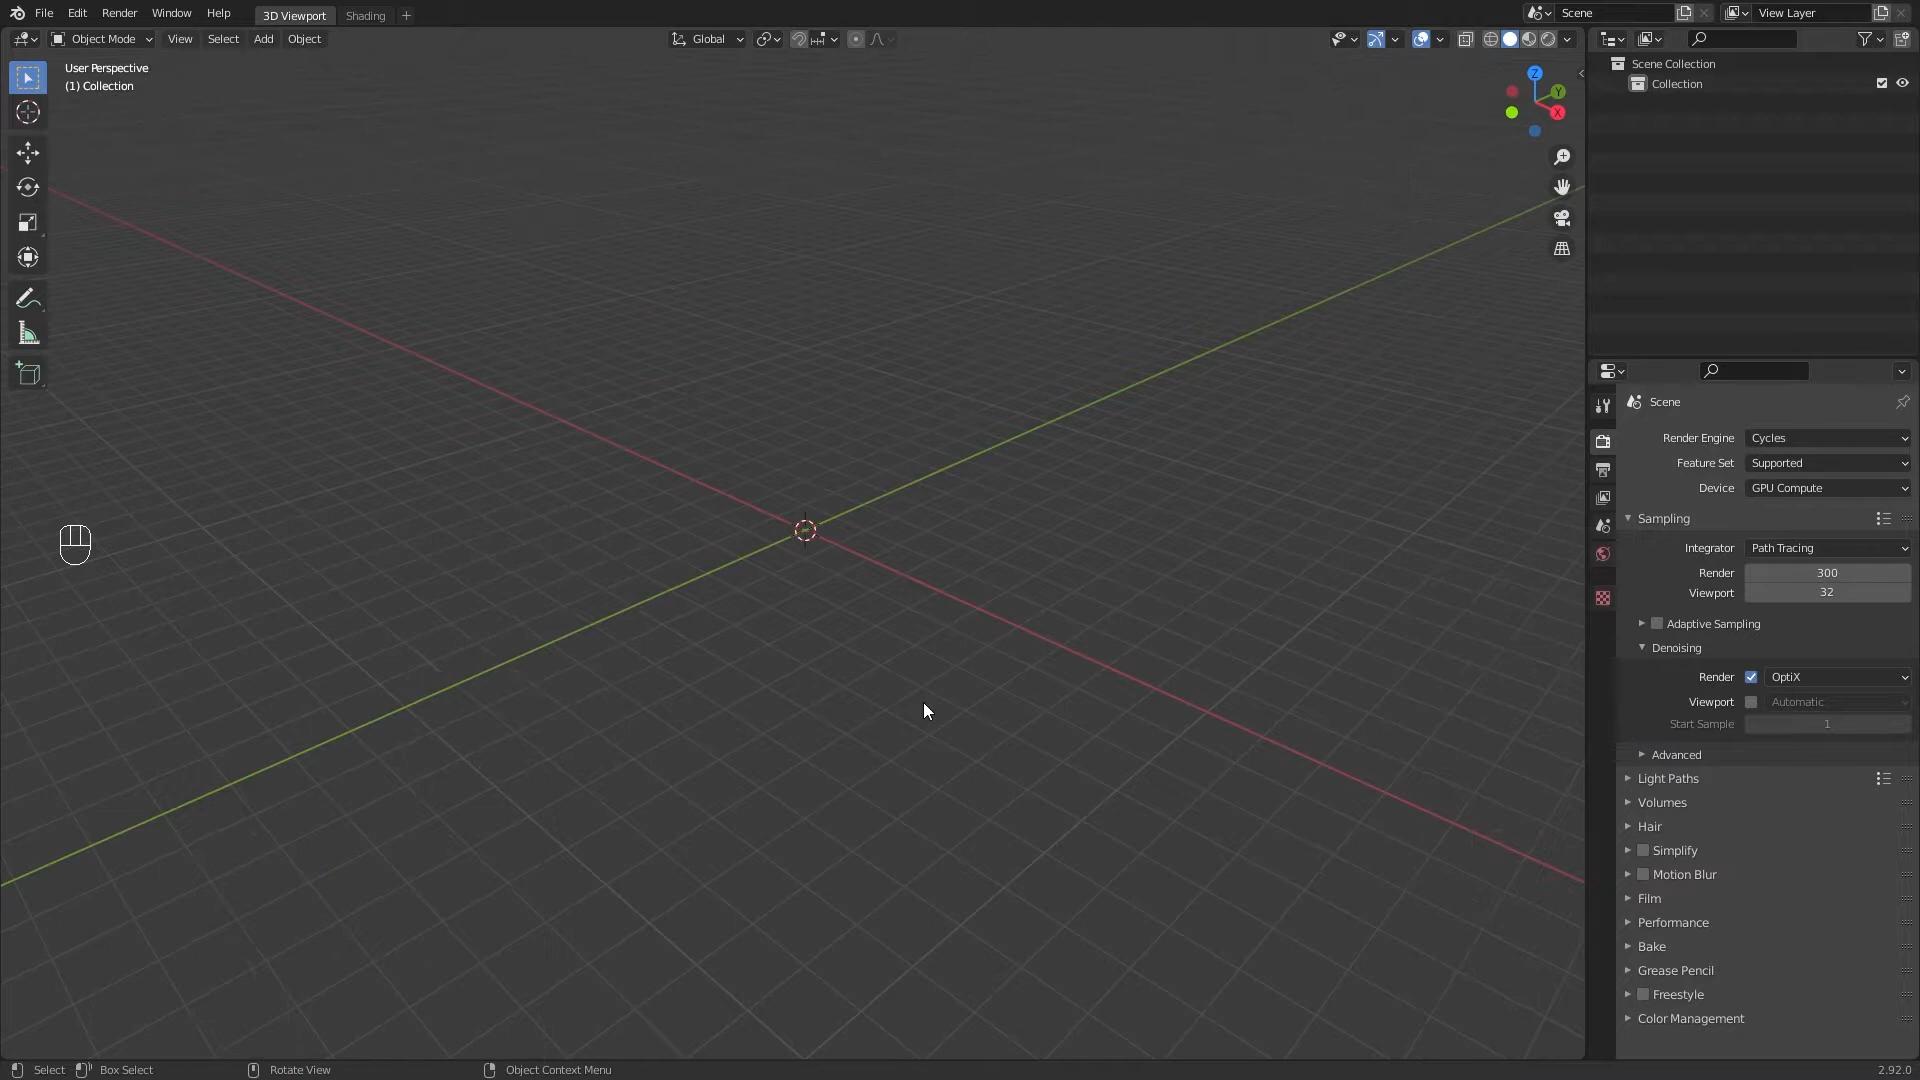 File Edit Render Window Help 3D Viewport Shading +
Scene View Layer
Object Mode View Select Add Object Global
User Perspective
(1) Collection
Z
Y
X
Scene Collection
Collection
Scene
Render Engine Cycles
Feature Set Supported
Device GPU Compute
Sampling
Integrator Path Tracing
Render 300
Viewport 32
Adaptive Sampling
Denoising
Render OptiX
Viewport Automatic
Start Sample 1
Advanced
Light Paths
Volumes
Hair
Simplify
Motion Blur
Film
Performance
Bake
Grease Pencil
Freestyle
Color Management
Select Box Select Rotate View Object Context Menu 2.92.0